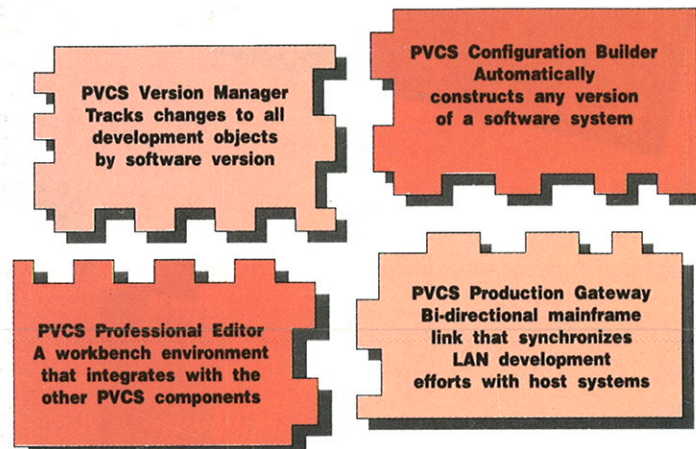 PVCS Version Manager
Tracks changes to all
development objects
by software version
PVCS Configuration Builder
Automatically
constructs any version
of a software system
PVCS Professional Editor
A workbench environment
that integrates with the
other PVCS components
PVCS Production Gateway
Bi-directional mainframe
link that synchronizes
LAN development
efforts with host systems